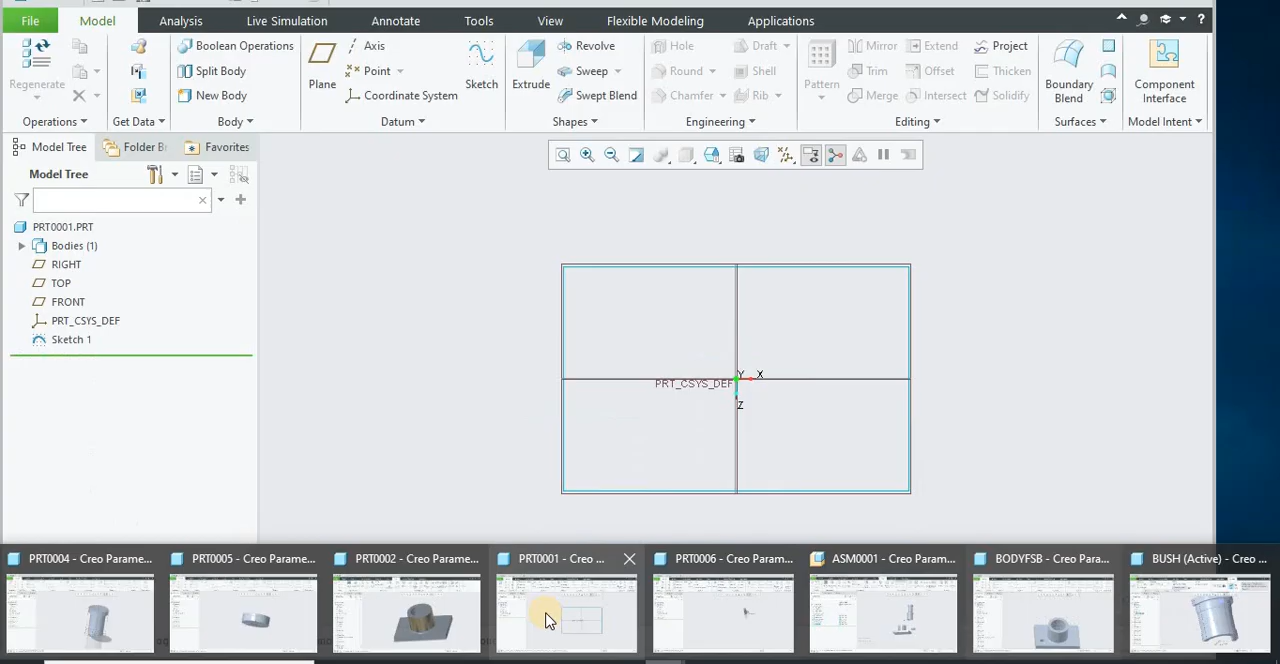 File Model Analysis Live Simulation Annotate Tools View Flexible Modeling Applications ?
Boolean Operations Axis Revolve Hole Draft Mirror Extend Project
Split Body Point Sweep Round Shell Trim Offset Thicken
Regenerate Plane Sketch Extrude Pattern Boundary Blend Component Interface
New Body Coordinate System Swept Blend Chamfer Rib Merge Intersect Solidify
Operations Get Data Body Datum Shapes Engineering Editing Surfaces Model Intent
Model Tree Folder B Favorites
Model Tree
PRT0001.PRT
Bodies (1)
RIGHT
TOP
FRONT
PRT_CSYS_DEF
Sketch 1
Y X
PRT_CSYS_DEF
Z
PRT0004 - Creo Parame... PRT0005 - Creo Parame... PRT0002 - Creo Parame... PRT0001 - Creo ... PRT0006 - Creo Param... ASM0001 - Creo Param... BODYFSB - Creo Para... BUSH (Active) - Creo ...